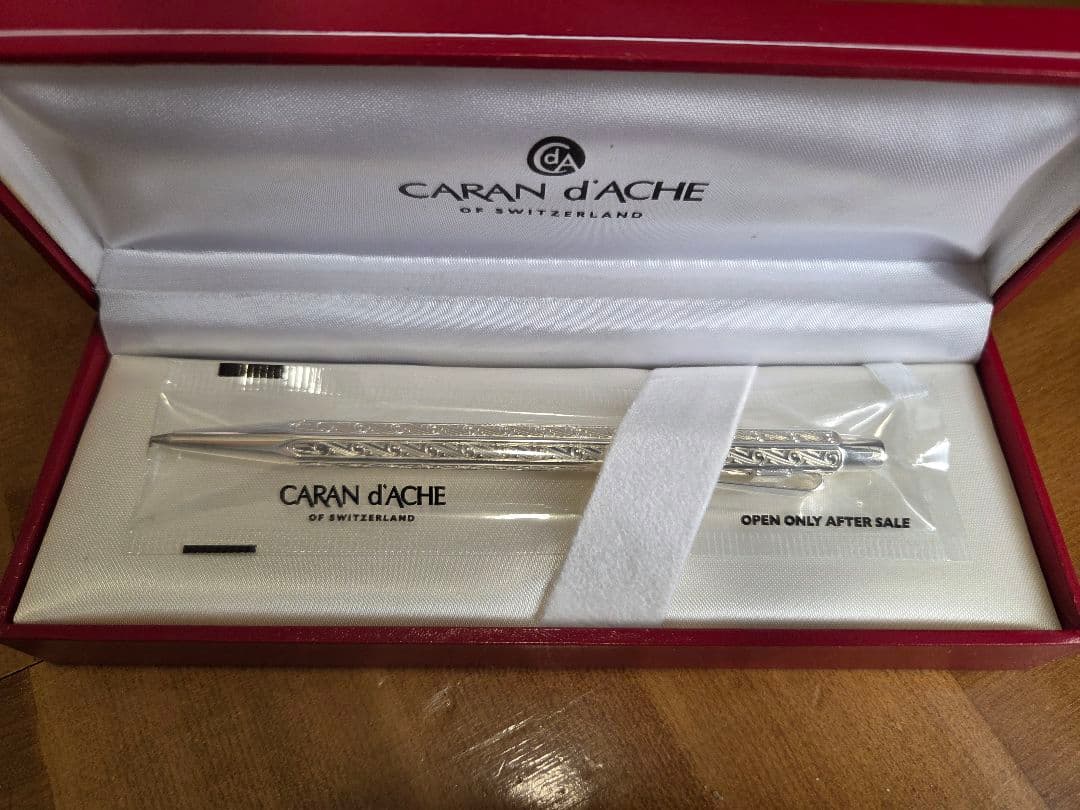 CdA
CARAN d'ACHE
OF SWITZERLAND
CARAN d'ACHE
OF SWITZERLAND
OPEN ONLY AFTER SALE